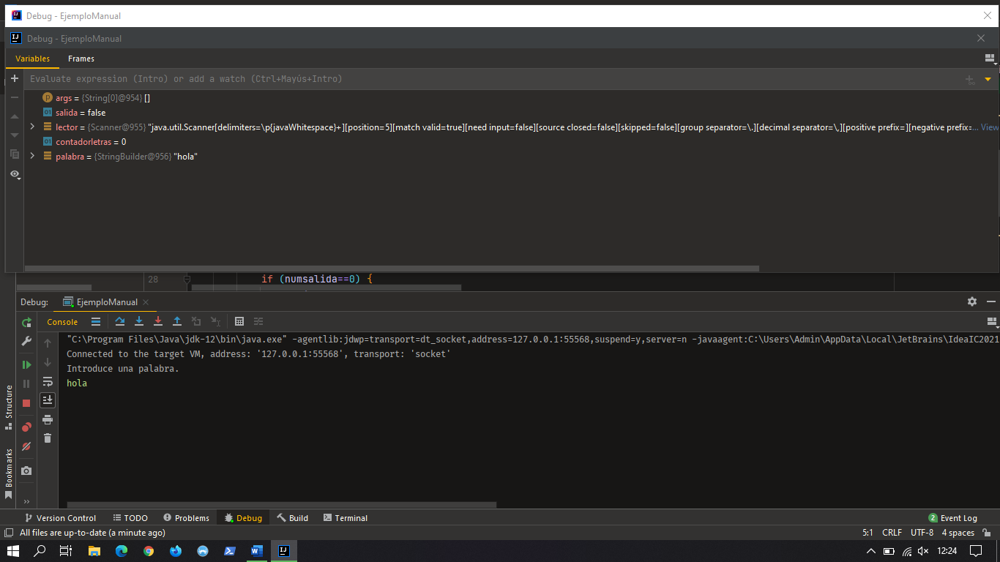 Debug - EjemploManual
Debug - EjemploManual
Variables Frames
Evaluate expression (Intro) or add a watch (Ctrl+Mayús+Intro)
args = {String[0]@954} []
salida = false
lector = {Scanner@955} "java.util.Scanner[delimiters=\p{javaWhitespace}+][position=5][match valid=true][need input=false][source closed=false][skipped=false][group separator=\.][decimal separator=\,][positive prefix=][negative prefix=... View
contadorletras = 0
palabra = {StringBuilder@956} "hola"
28 if (numsalida==0) {
Debug: EjemploManual
Console
"C:\Program Files\Java\jdk-12\bin\java.exe" -agentlib:jdwp=transport=dt_socket,address=127.0.0.1:55568,suspend=y,server=n -javaagent:C:\Users\Admin\AppData\Local\JetBrains\IdeaIC2021
Connected to the target VM, address: '127.0.0.1:55568', transport: 'socket'
Introduce una palabra.
hola
Structure
Bookmarks
Version Control TODO Problems Debug Build Terminal 2 Event Log
All files are up-to-date (a minute ago) 5:1 CRLF UTF-8 4 spaces
12:24